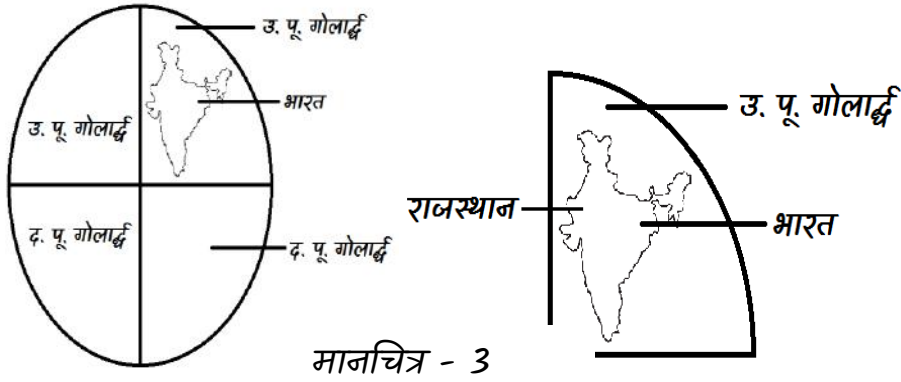 उ. पू. गोलार्द्ध
भारत
उ. पू. गोलार्द्ध
द. पू. गोलार्द्ध
द. पू. गोलार्द्ध
उ. पू. गोलार्द्ध
राजस्थान
भारत
मानचित्र - 3